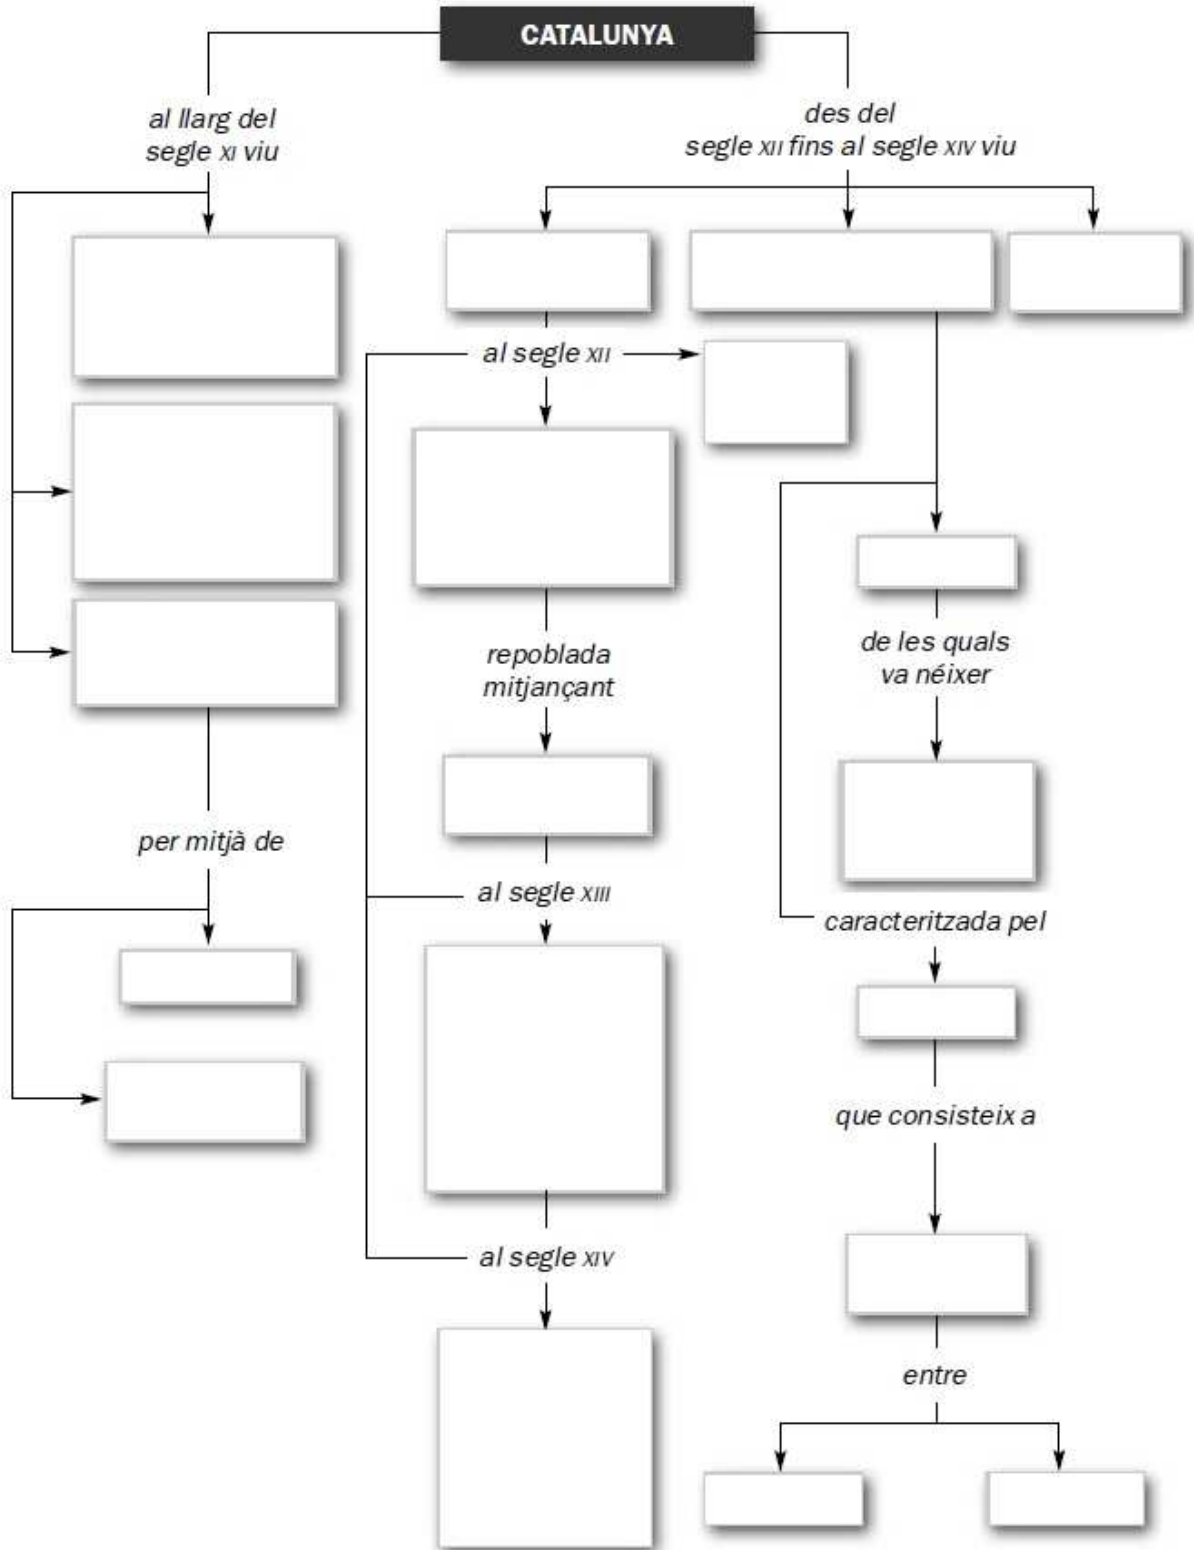 CATALUNYA
al llarg del
segle XI viu
des del
segle XII fins al segle XIV viu
al segle XII
repoblada
mitjançant
de les quals
va néixer
per mitjà de
al segle XIII
caracteritzada pel
que consisteix a
al segle XIV
entre